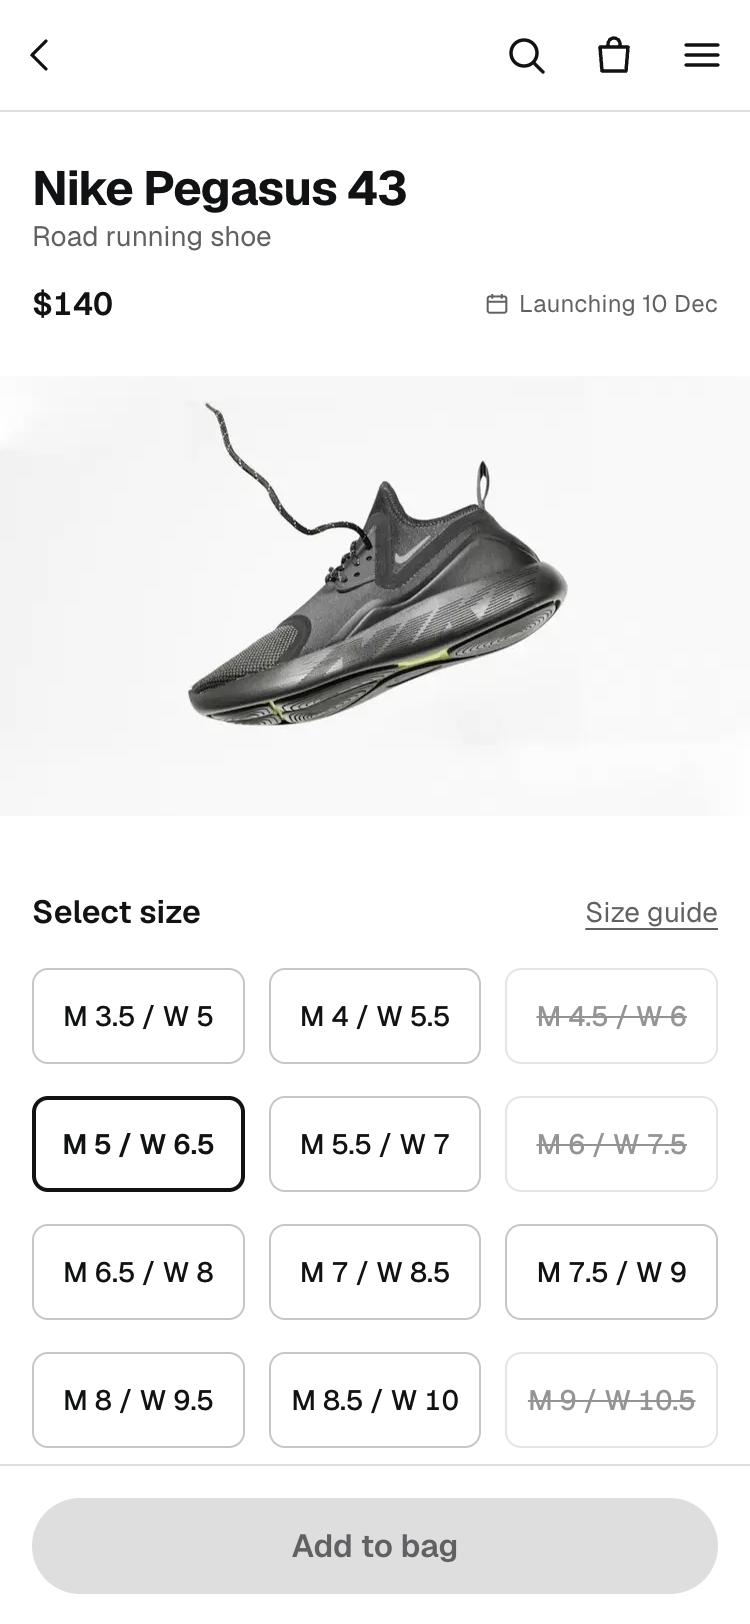 Nike Pegasus 43
Road running shoe
$140
Launching 10 Dec
Select size
Size guide
M 3.5 / W 5
M 4 / W 5.5
M 4.5 / W 6
M 5 / W 6.5
M 5.5 / W 7
M 6 / W 7.5
M 6.5 / W 8
M 7 / W 8.5
M 7.5 / W 9
M 8 / W 9.5
M 8.5 / W 10
M 9 / W 10.5
Add to bag